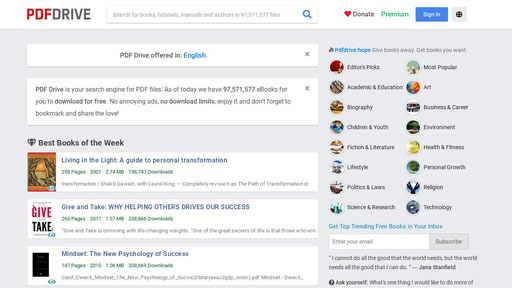 PDFDRIVE
Search for books, tutorials, manuals and authors in 97,571,577 files
Donate
Premium
Sign in
PDF Drive offered in: English.
×
PDF Drive is your search engine for PDF files. As of today we have 97,571,577 eBooks for
you to download for free. No annoying ads, no download limits, enjoy it and don't forget to
bookmark and share the love!
×
Best Books of the Week
Living in the Light: A guide to personal transformation
258 Pages · 2001 · 2.74 MB · 156,747 Downloads
transformation / Shakti Gawain, with Laurel King. — Completely rev such as The Path of Transformation or
GIVE
TAKE.
Give and Take: WHY HELPING OTHERS DRIVES OUR SUCCESS
260 Pages · 2011 · 1.57 MB · 238,866 Downloads
"Give and Take is brimming with life-changing insights. "One of the great secrets of life is that those who win
Mindset: The New Psychology of Success
147 Pages · 2010 · 1.06 MB · 308,669 Downloads
Carol_Dweck_Mindset_The_New_Psychology_of_Succe(zlibraryexau2g3p_onion).pdf Mindset - Dweck_
Pdfdrive:hope Give books away. Get books you want.
Editor's Picks
Most Popular
Academic & Education
Art
Biography
Business & Career
Children & Youth
Environment
Fiction & Literature
Health & Fitness
Lifestyle
Personal Growth
Politics & Laws
Religion
Science & Research
Technology
Get Top Trending Free Books in Your Inbox
Enter your email
Subscribe
" I cannot do all the good that the world needs, but the world
needs all the good that I can do. " ― Jana Stanfield
Ask yourself: What's one thing I would like to do more of